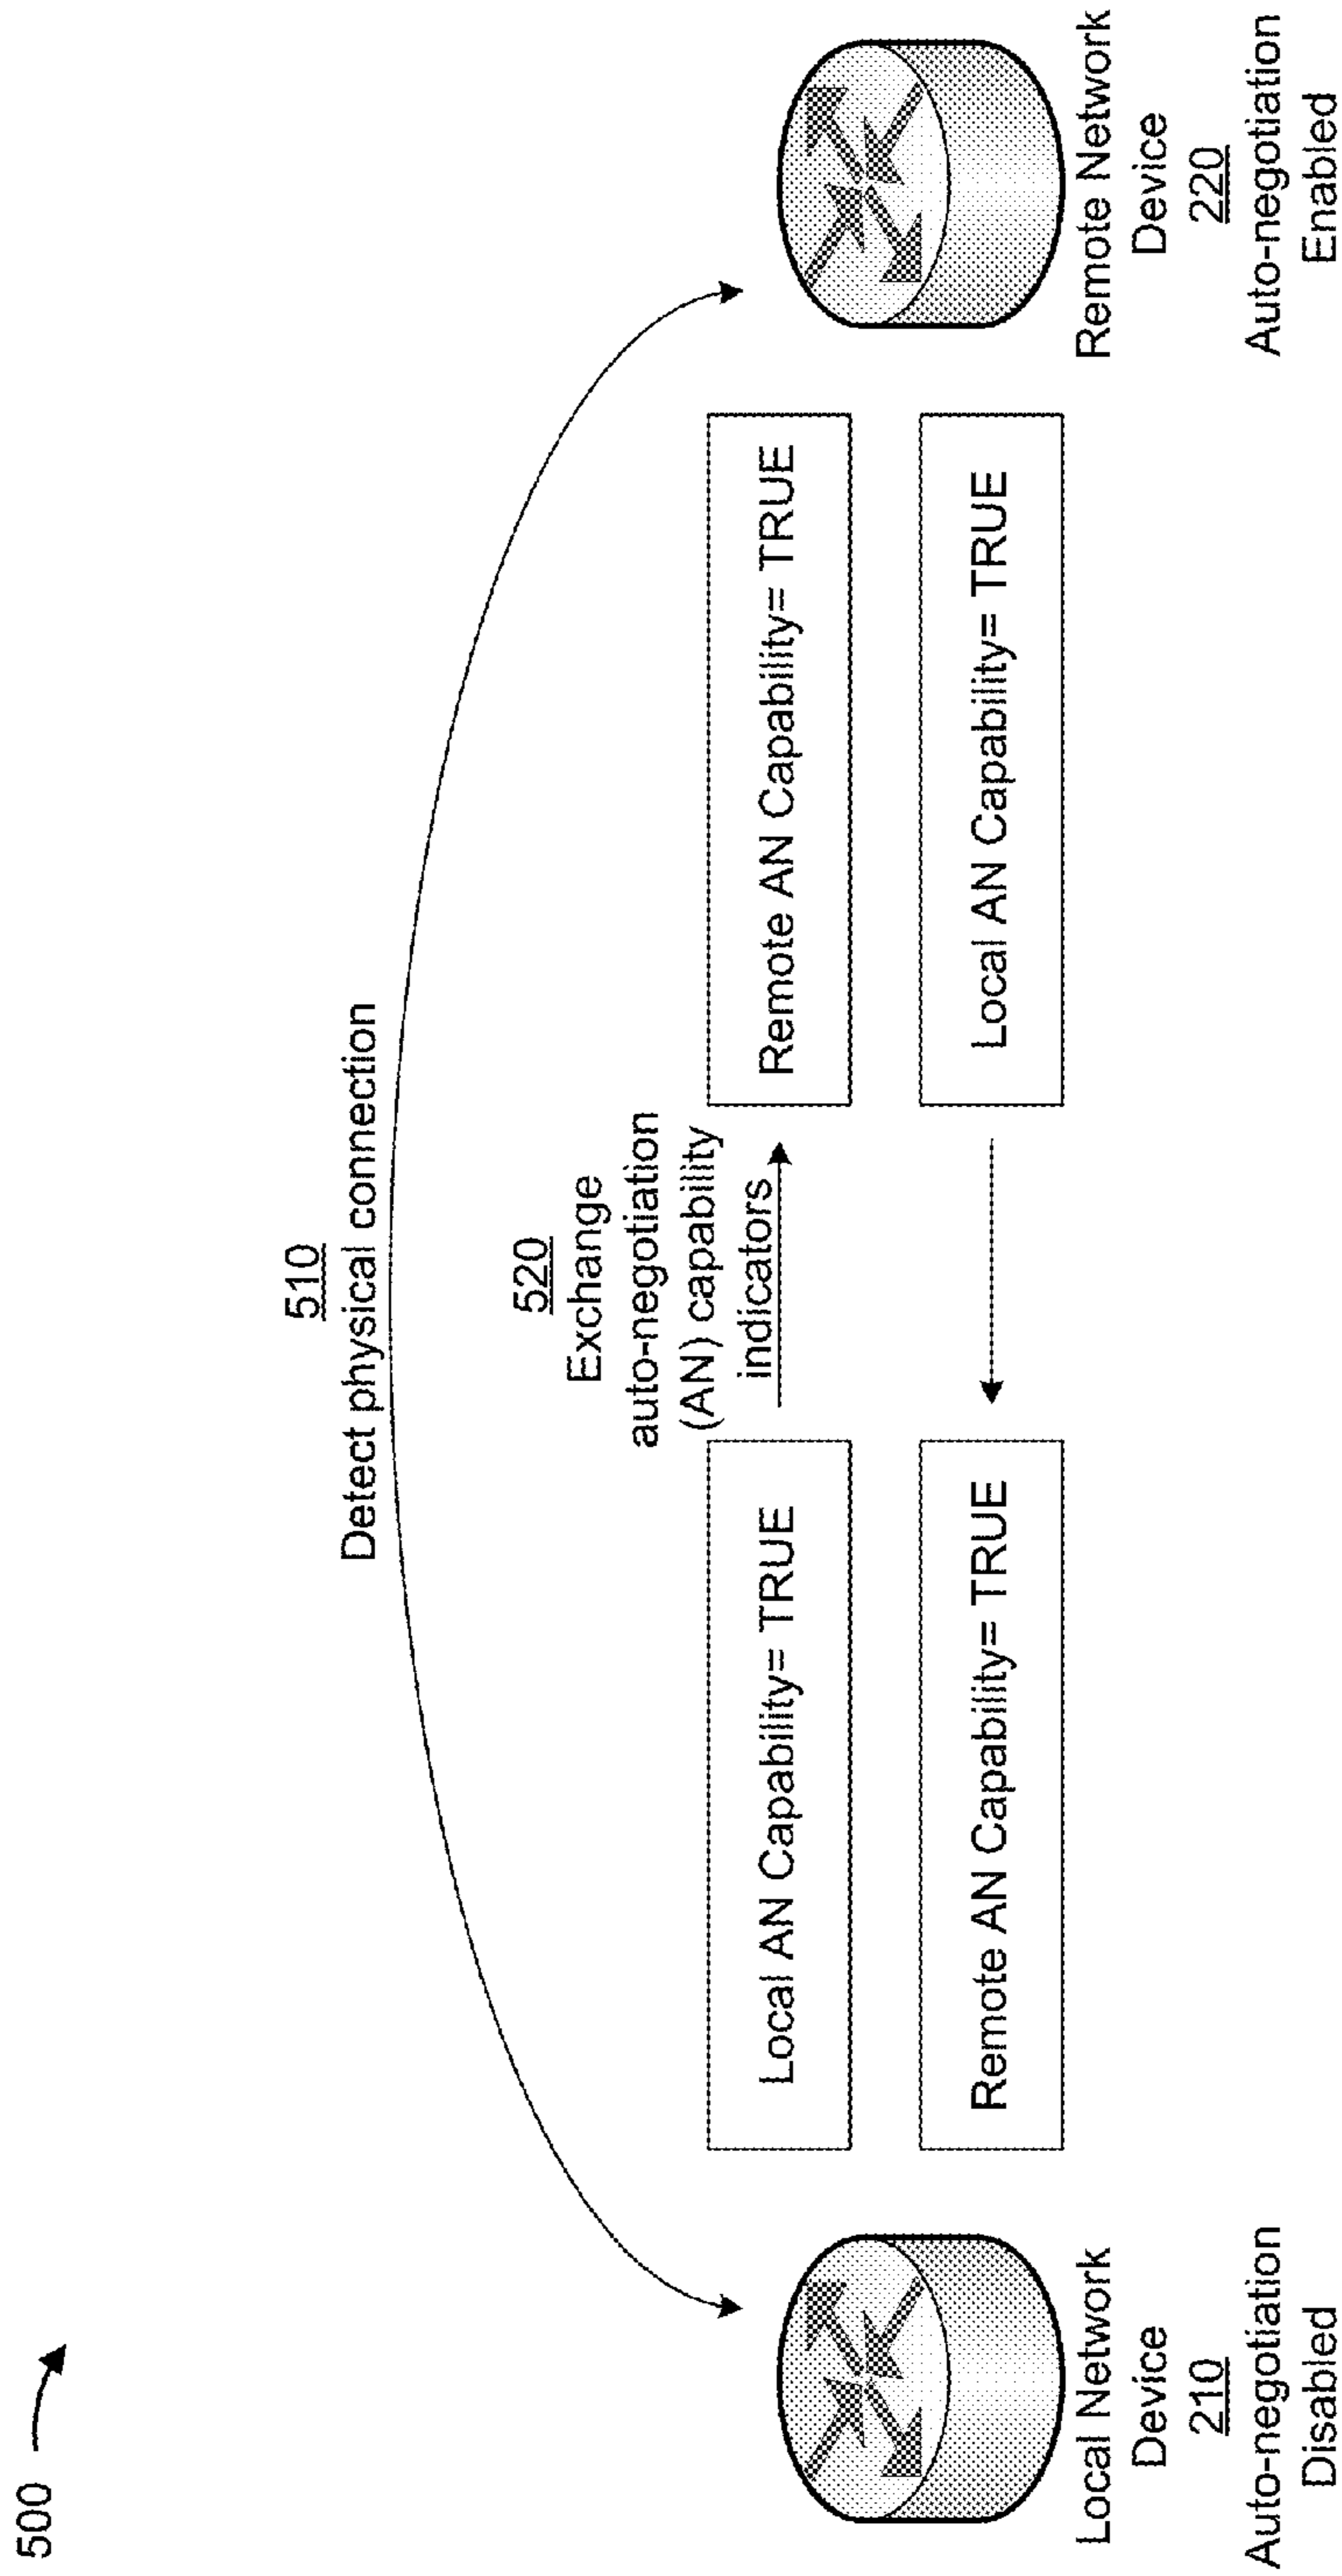 500
510
Detect physical connection
520
Exchange
auto-negotiation
(AN) capability
indicators
Local AN Capability= TRUE
Remote AN Capability= TRUE
Remote AN Capability= TRUE
Local AN Capability= TRUE
Local Network
Device
210
Auto-negotiation
Disabled
Remote Network
Device
220
Auto-negotiation
Enabled